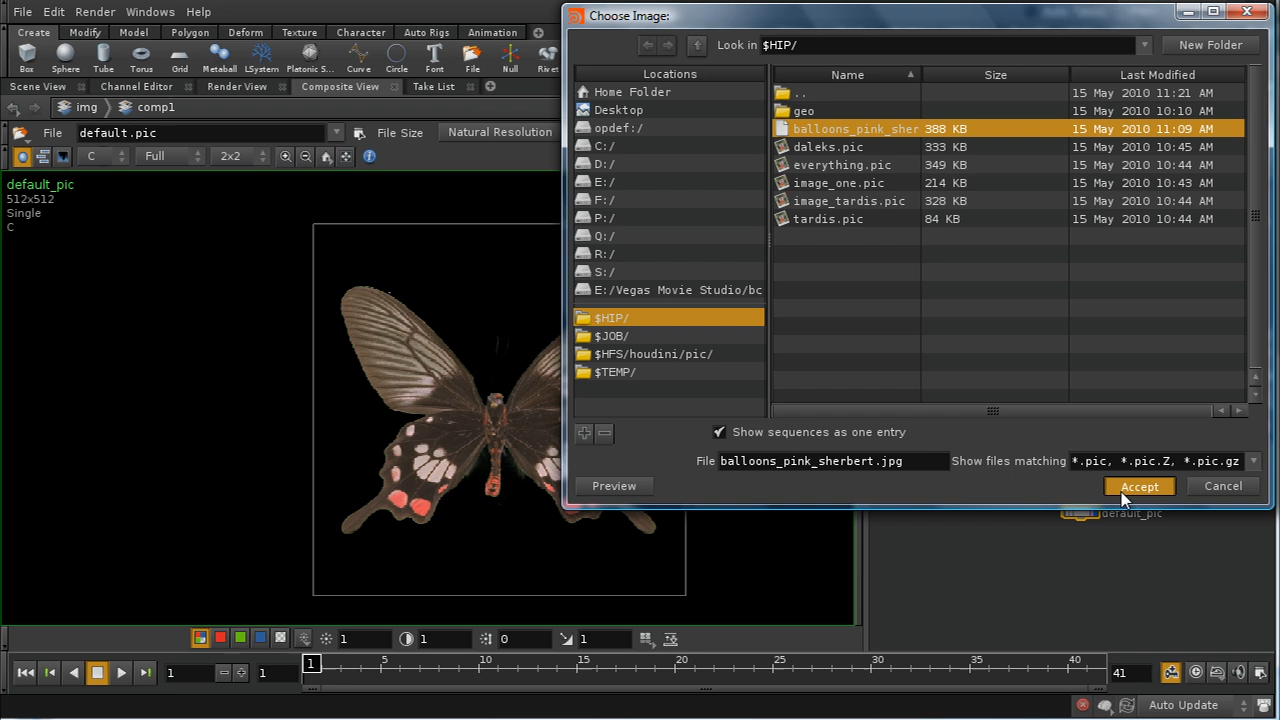 File Edit Render Windows Help
Create Modify Model Polygon Deform Texture Character Auto Rigs Animation
Box Sphere Tube Torus Grid Metaball LSystem Platonic S... Curve Circle Font File Null Rivet
Scene View Channel Editor Render View Composite View Take List
img comp1
File default.pic File Size Natural Resolution
C Full 2x2
default_pic
512x512
Single
C
Choose Image:
Look in $HIP/ New Folder
Locations
Home Folder
Desktop
opdef:/
C:/
D:/
E:/
F:/
P:/
Q:/
R:/
S:/
E:/Vegas Movie Studio/bc
$HIP/
$JOB/
$HFS/houdini/pic/
$TEMP/
Name Size Last Modified
.. 15 May 2010 11:21 AM
geo 15 May 2010 10:10 AM
balloons_pink_sher 388 KB 15 May 2010 11:09 AM
daleks.pic 333 KB 15 May 2010 10:45 AM
everything.pic 349 KB 15 May 2010 10:44 AM
image_one.pic 214 KB 15 May 2010 10:43 AM
image_tardis.pic 328 KB 15 May 2010 10:44 AM
tardis.pic 84 KB 15 May 2010 10:44 AM
Show sequences as one entry
File balloons_pink_sherbert.jpg Show files matching *.pic, *.pic.Z, *.pic.gz
Preview Accept Cancel
default_pic
1 1 0 1
1 1 1 5 10 15 20 25 30 35 40 41
Auto Update